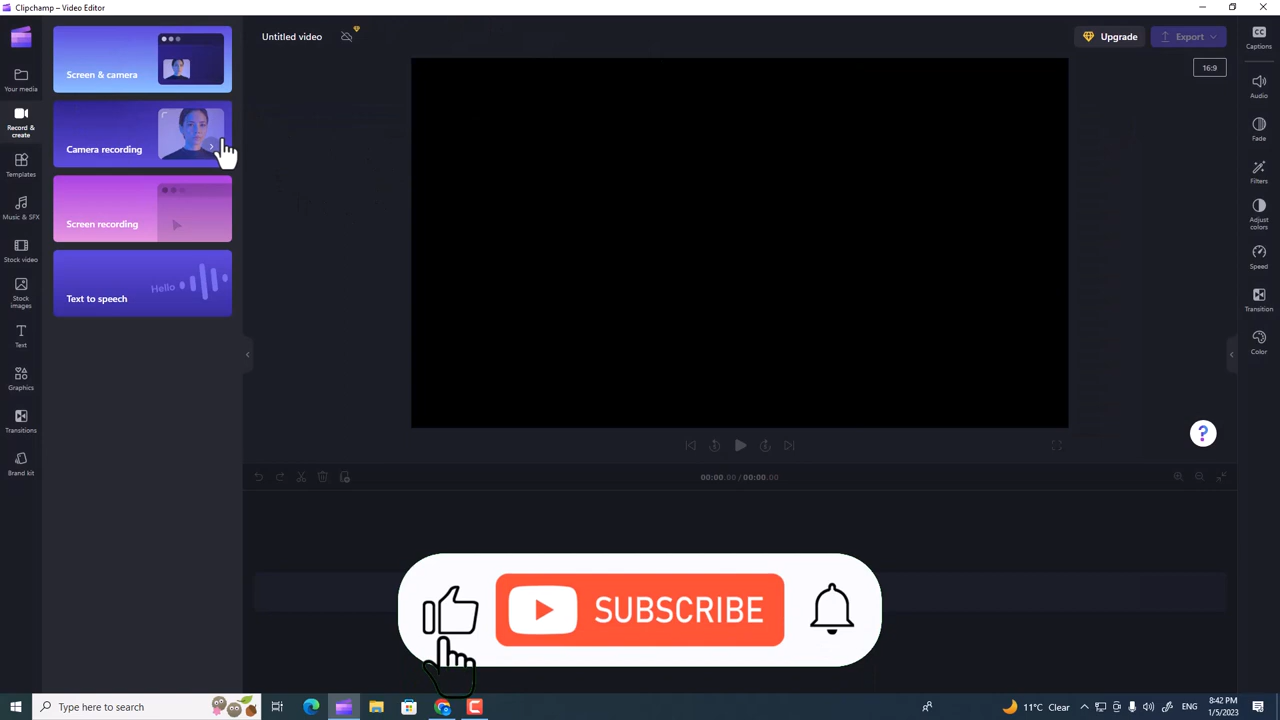 Clipchamp - Video Editor
Untitled video
Upgrade
Export
16:9
Your media
Record &
create
Templates
Music & SFX
Stock video
Stock
images
Text
Graphics
Transitions
Brand kit
Screen & camera
Camera recording
Screen recording
Text to speech
Hello
Captions
Audio
Fade
Filters
Adjust
colors
Speed
Transition
Color
?
00:00.00 / 00:00.00
SUBSCRIBE
Type here to search
11°C Clear
8:42 PM
1/5/2023